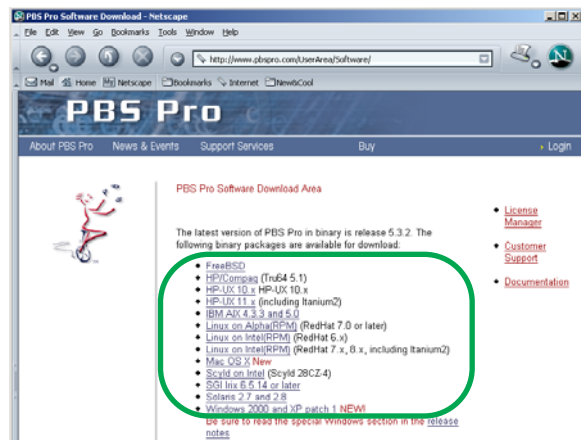 PBS Pro Software Download - Netscape
File Edit View Go Bookmarks Tools Window Help
http://www.pbspro.com/UserArea/Software/
Mail Home Netscape Bookmarks Internet New&Cool
PBS Pro
About PBS Pro News & Events Support Services Buy Login
PBS Pro Software Download Area
The latest version of PBS Pro in binary is release 5.3.2. The
following binary packages are available for download:
FreeBSD
HP/Compaq (Tru64 5.1)
HP-UX 10.x HP-UX 10.x
HP-UX 11.x (including Itanium2)
IBM AIX 4.3.3 and 5.0
Linux on Alpha(RPM) (RedHat 7.0 or later)
Linux on Intel(RPM) (RedHat 6.x)
Linux on Intel(RPM) (RedHat 7.x, 8.x, including Itanium2)
Mac OS X New
Scyld on Intel (Scyld 28CZ-4)
SGI Irix 6.5.14 or later
Solaris 2.7 and 2.8
Windows 2000 and XP patch 1 NEW!
Be sure to read the special Windows section in the release
notes
License
Manager
Customer
Support
Documentation